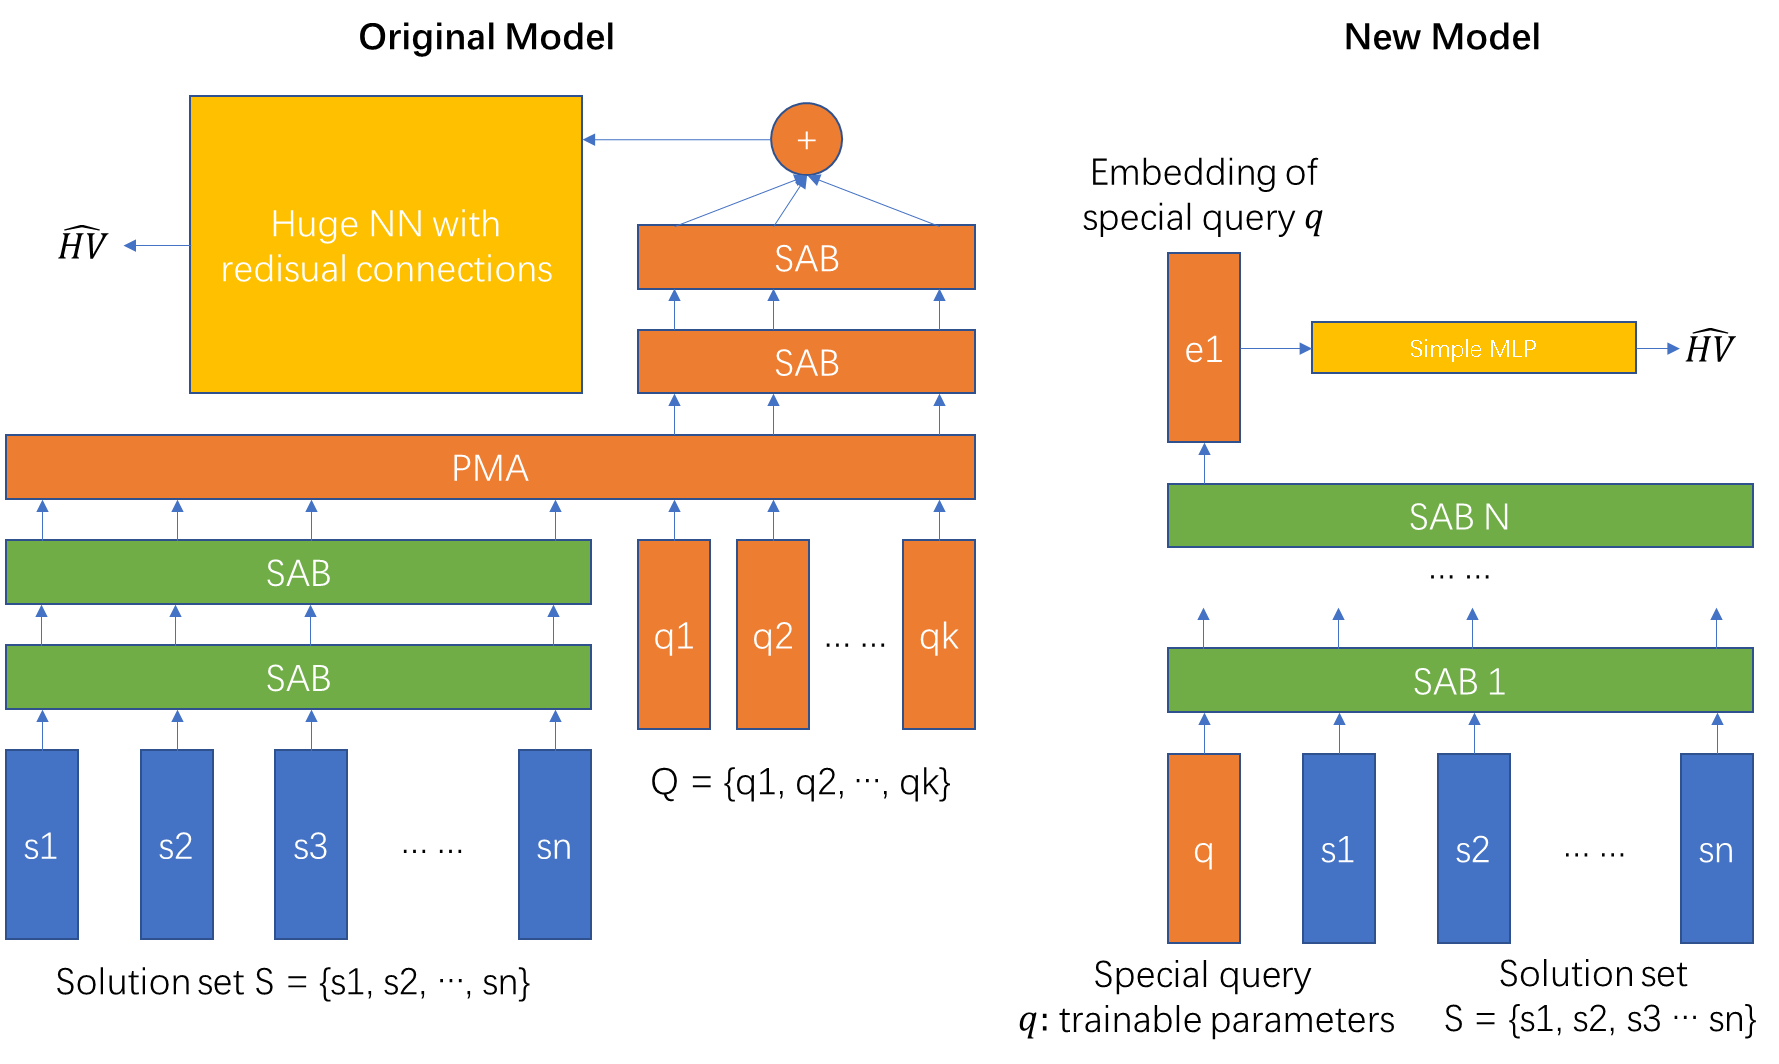 Original Model
+
Huge NN with
redisual connections
SAB
SAB
PMA
SAB
SAB
q1
q2
... ...
qk
Q = {q1, q2, ···, qk}
s1
s2
s3
... ...
sn
Solution set S = {s1, s2, ···, sn}
\widehat{HV}
New Model
Embedding of
special query q
e1
Simple MLP
\widehat{HV}
SAB N
... ...
SAB 1
q
s1
s2
... ...
sn
Special query
q: trainable parameters
Solution set
S = {s1, s2, s3 ··· sn}